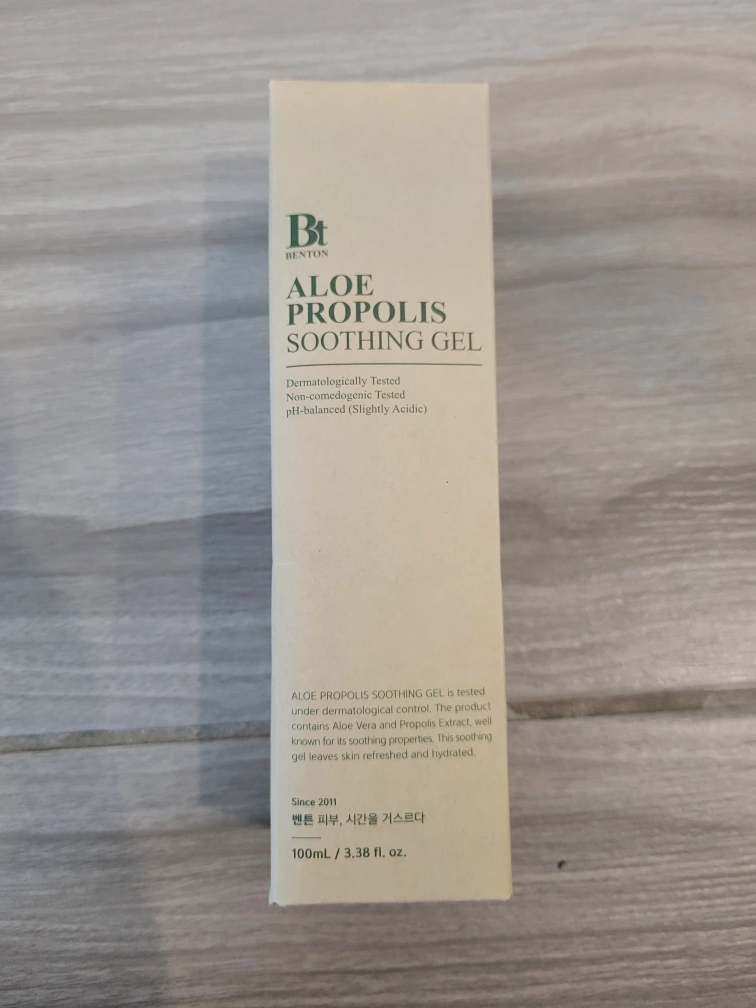 Bt
BENTON
ALOE
PROPOLIS
SOOTHING GEL
Dermatologically Tested
Non-comedogenic Tested
pH-balanced (Slightly Acidic)
ALOE PROPOLIS SOOTHING GEL is tested
under dermatological control. The product
contains Aloe Vera and Propolis Extract, well
known for its soothing properties. This soothing
gel leaves skin refreshed and hydrated.
Since 2011
벤튼 피부, 시간을 거스르다
100mL / 3.38 fl. oz.